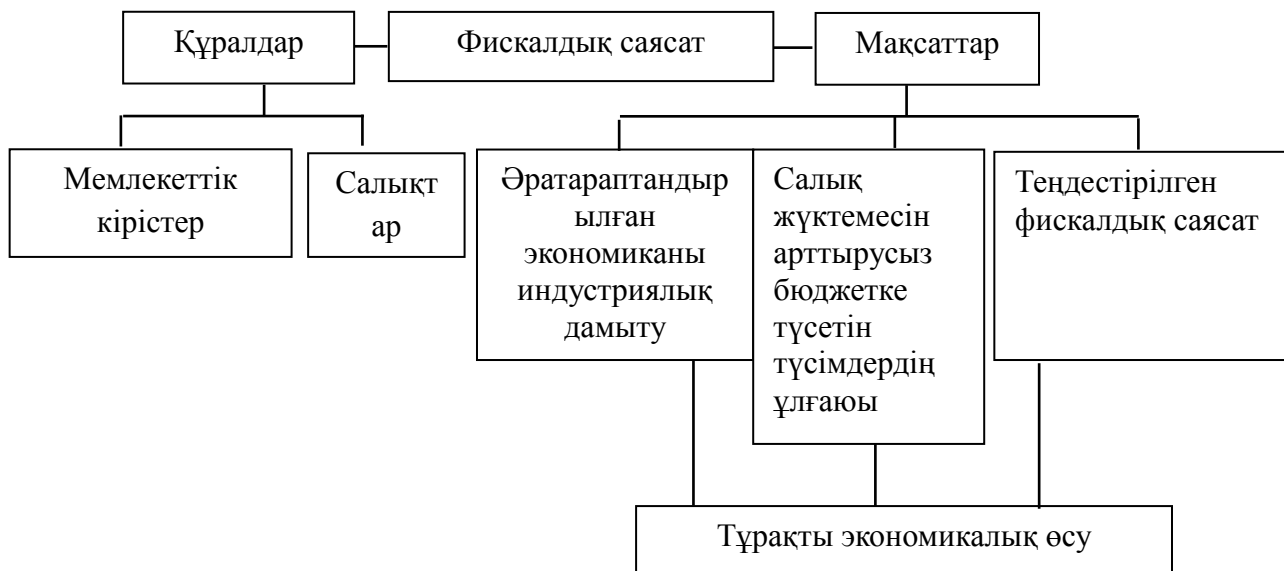 Құралдар
Фискалдық саясат
Мақсаттар
Мемлекеттік
кірістер
Салықт
ар
Әратараптандыр
ылған
экономиканы
индустриялық
дамыту
Салық
жүктемесін
арттырусыз
бюджетке
түсетін
түсімдердің
ұлғаюы
Теңдестірілген
фискалдық саясат
Тұрақты экономикалық өсу